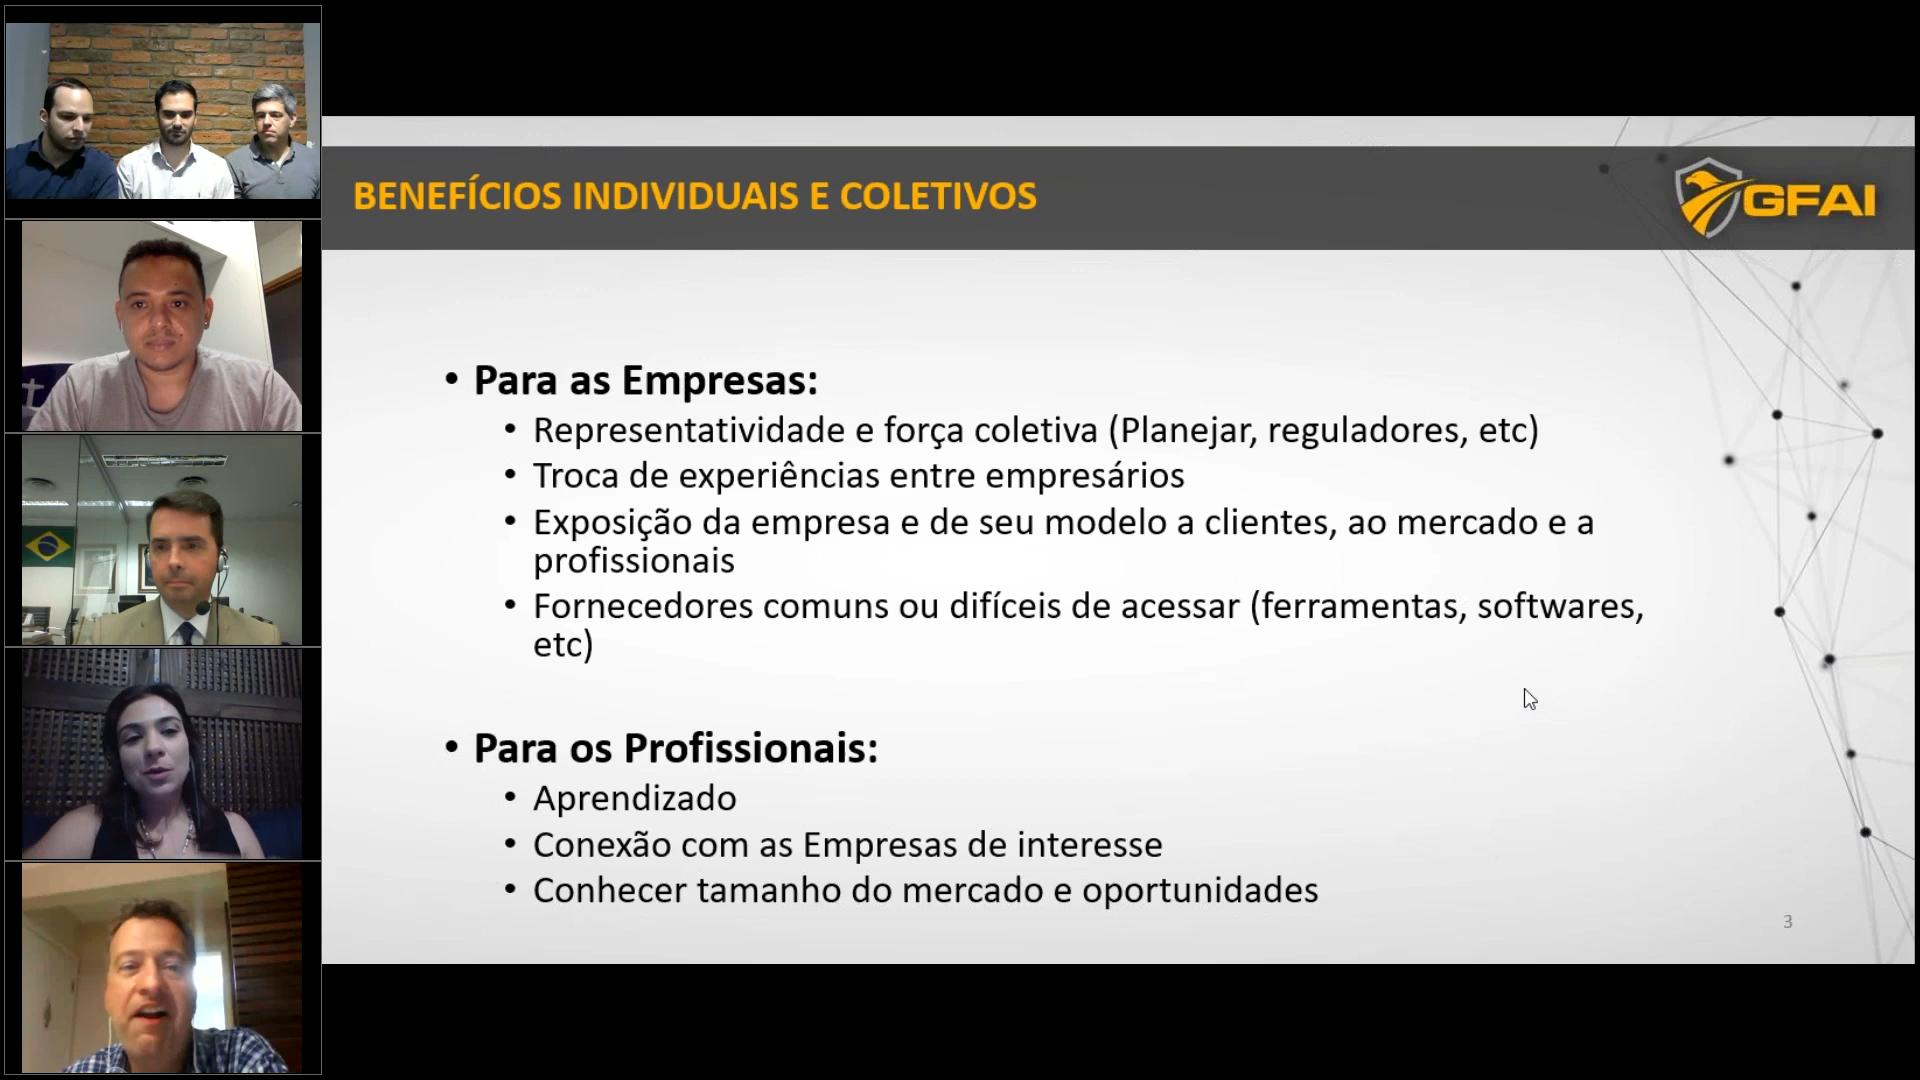 BENEFÍCIOS INDIVIDUAIS E COLETIVOS
GFAI
• Para as Empresas:
• Representatividade e força coletiva (Planejar, reguladores, etc)
• Troca de experiências entre empresários
• Exposição da empresa e de seu modelo a clientes, ao mercado e a
profissionais
• Fornecedores comuns ou difíceis de acessar (ferramentas, softwares,
etc)
• Para os Profissionais:
• Aprendizado
• Conexão com as Empresas de interesse
• Conhecer tamanho do mercado e oportunidades
3